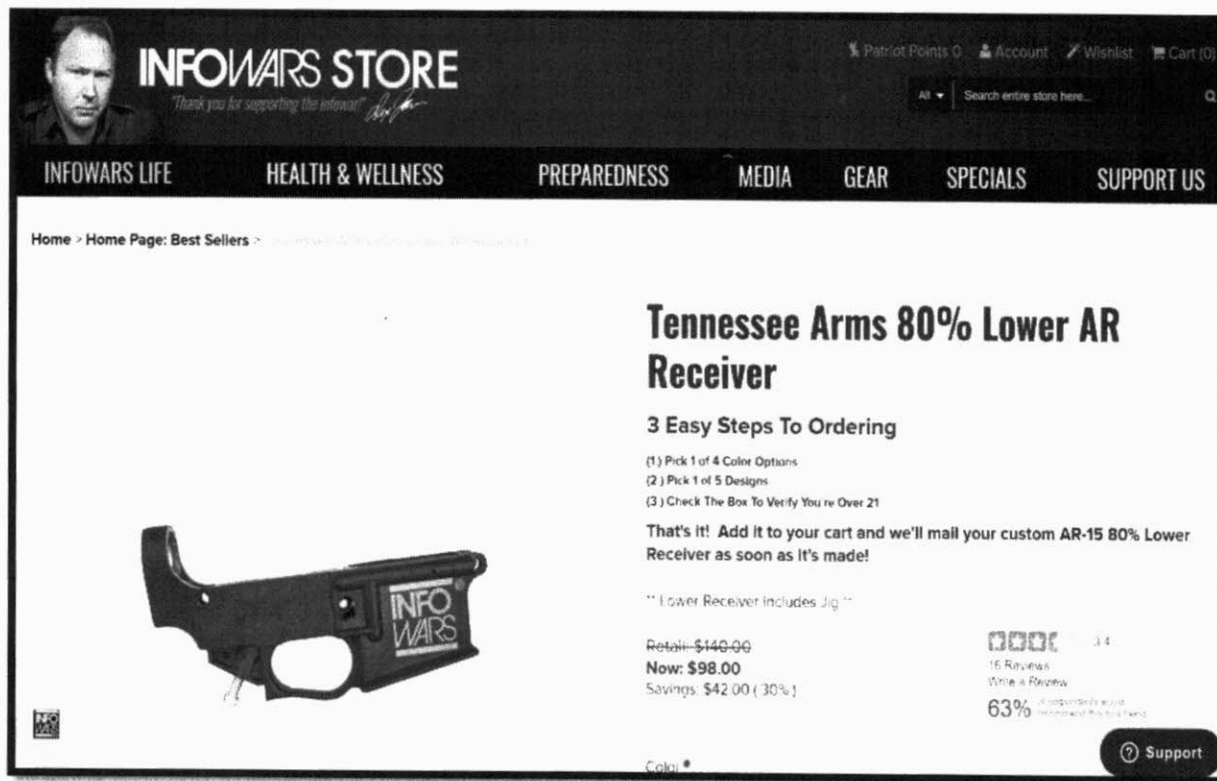 INFOWARS STORE
"Thank you for supporting the infowar!"
Patriot Points 0 Account Wishlist Cart (0)
All Search entire store here...
INFOWARS LIFE HEALTH & WELLNESS PREPAREDNESS MEDIA GEAR SPECIALS SUPPORT US
Home > Home Page: Best Sellers >
Tennessee Arms 80% Lower AR
Receiver
3 Easy Steps To Ordering
(1) Pick 1 of 4 Color Options
(2) Pick 1 of 5 Designs
(3) Check The Box To Verify You're Over 21
That's it! Add it to your cart and we'll mail your custom AR-15 80% Lower
Receiver as soon as it's made!
** Lower Receiver Includes Jig **
Retail: $140.00
Now: $98.00
Savings: $42.00 ( 30% )
3.4
16 Reviews
Write a Review
63%
INFO
WARS
INFO
WARS
Color *
Support